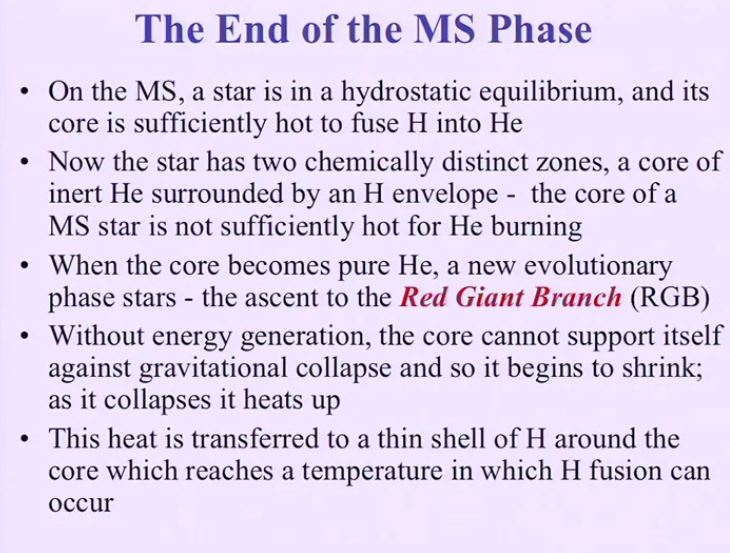 The End of the MS Phase
• On the MS, a star is in a hydrostatic equilibrium, and its
core is sufficiently hot to fuse H into He
• Now the star has two chemically distinct zones, a core of
inert He surrounded by an H envelope - the core of a
MS star is not sufficiently hot for He burning
• When the core becomes pure He, a new evolutionary
phase stars - the ascent to the Red Giant Branch (RGB)
• Without energy generation, the core cannot support itself
against gravitational collapse and so it begins to shrink;
as it collapses it heats up
• This heat is transferred to a thin shell of H around the
core which reaches a temperature in which H fusion can
occur